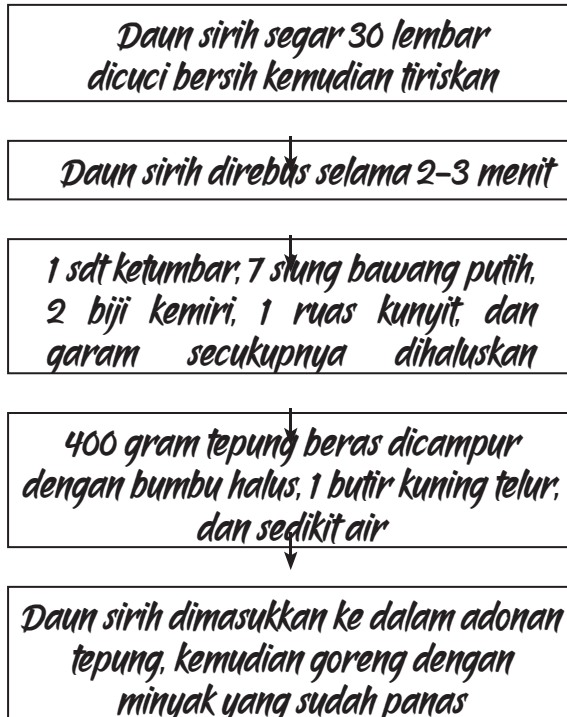 Daun sirih segar 30 lembar
dicuci bersih kemudian tiriskan
Daun sirih direbus selama 2–3 menit
1 sdt ketumbar, 7 siung bawang putih,
2 biji kemiri, 1 ruas kunyit, dan
garam secukupnya dihaluskan
400 gram tepung beras dicampur
dengan bumbu halus, 1 butir kuning telur,
dan sedikit air
Daun sirih dimasukkan ke dalam adonan
tepung, kemudian goreng dengan
minyak yang sudah panas